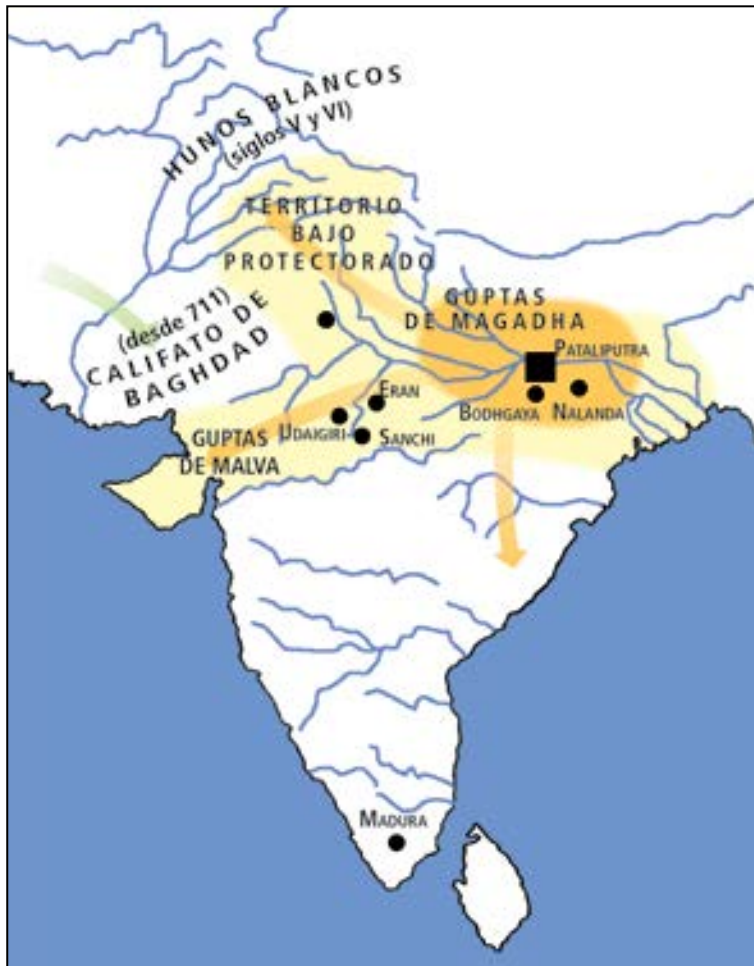 HUNOS BLANCOS
(siglos V y VI)
TERRITORIO
BAJO
PROTECTORADO
(desde 711)
CALIFATO DE
BAGHDAD
GUPTAS
DE MAGADHA
PATALIPUTRA
ERAN
UDAIGIRI
SANCHI
BODHGAYA
NALANDA
GUPTAS
DE MALVA
MADURA